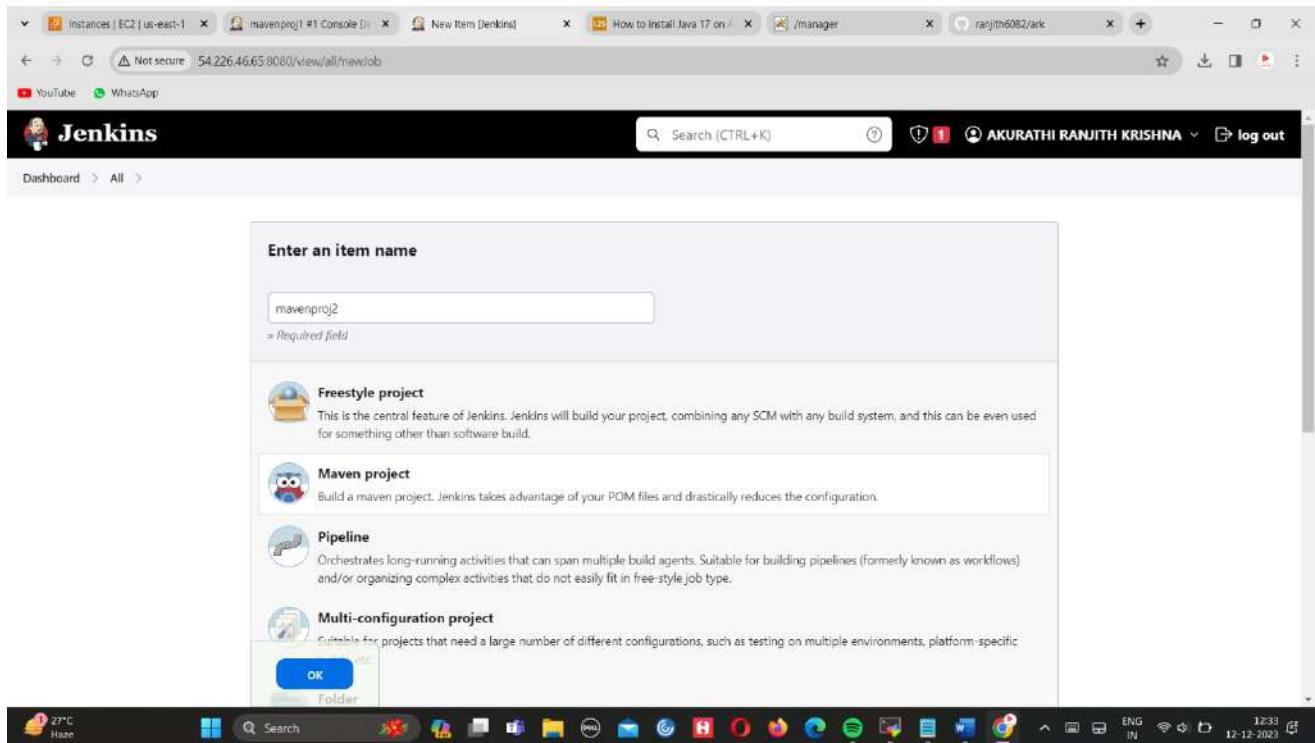 Instances | EC2 | us-east-1
mavenproj1 #1 Console
New Item [Jenkins]
How to install Java 17 on
/manager
ranjith6082/ark
Not secure 54.226.46.65:8080/view/all/newJob
YouTube WhatsApp
Jenkins
Search (CTRL+K)
1
AKURATHI RANJITH KRISHNA
log out
Dashboard > All >
Enter an item name
mavenproj2
» Required field
Freestyle project
This is the central feature of Jenkins. Jenkins will build your project, combining any SCM with any build system, and this can be even used
for something other than software build.
Maven project
Build a maven project. Jenkins takes advantage of your POM files and drastically reduces the configuration.
Pipeline
Orchestrates long-running activities that can span multiple build agents. Suitable for building pipelines (formerly known as workflows)
and/or organizing complex activities that do not easily fit in free-style job type.
Multi-configuration project
Suitable for projects that need a large number of different configurations, such as testing on multiple environments, platform-specific
etc.
OK
Folder
27°C
Haze
Search
ENG
IN
12:33
12-12-2023